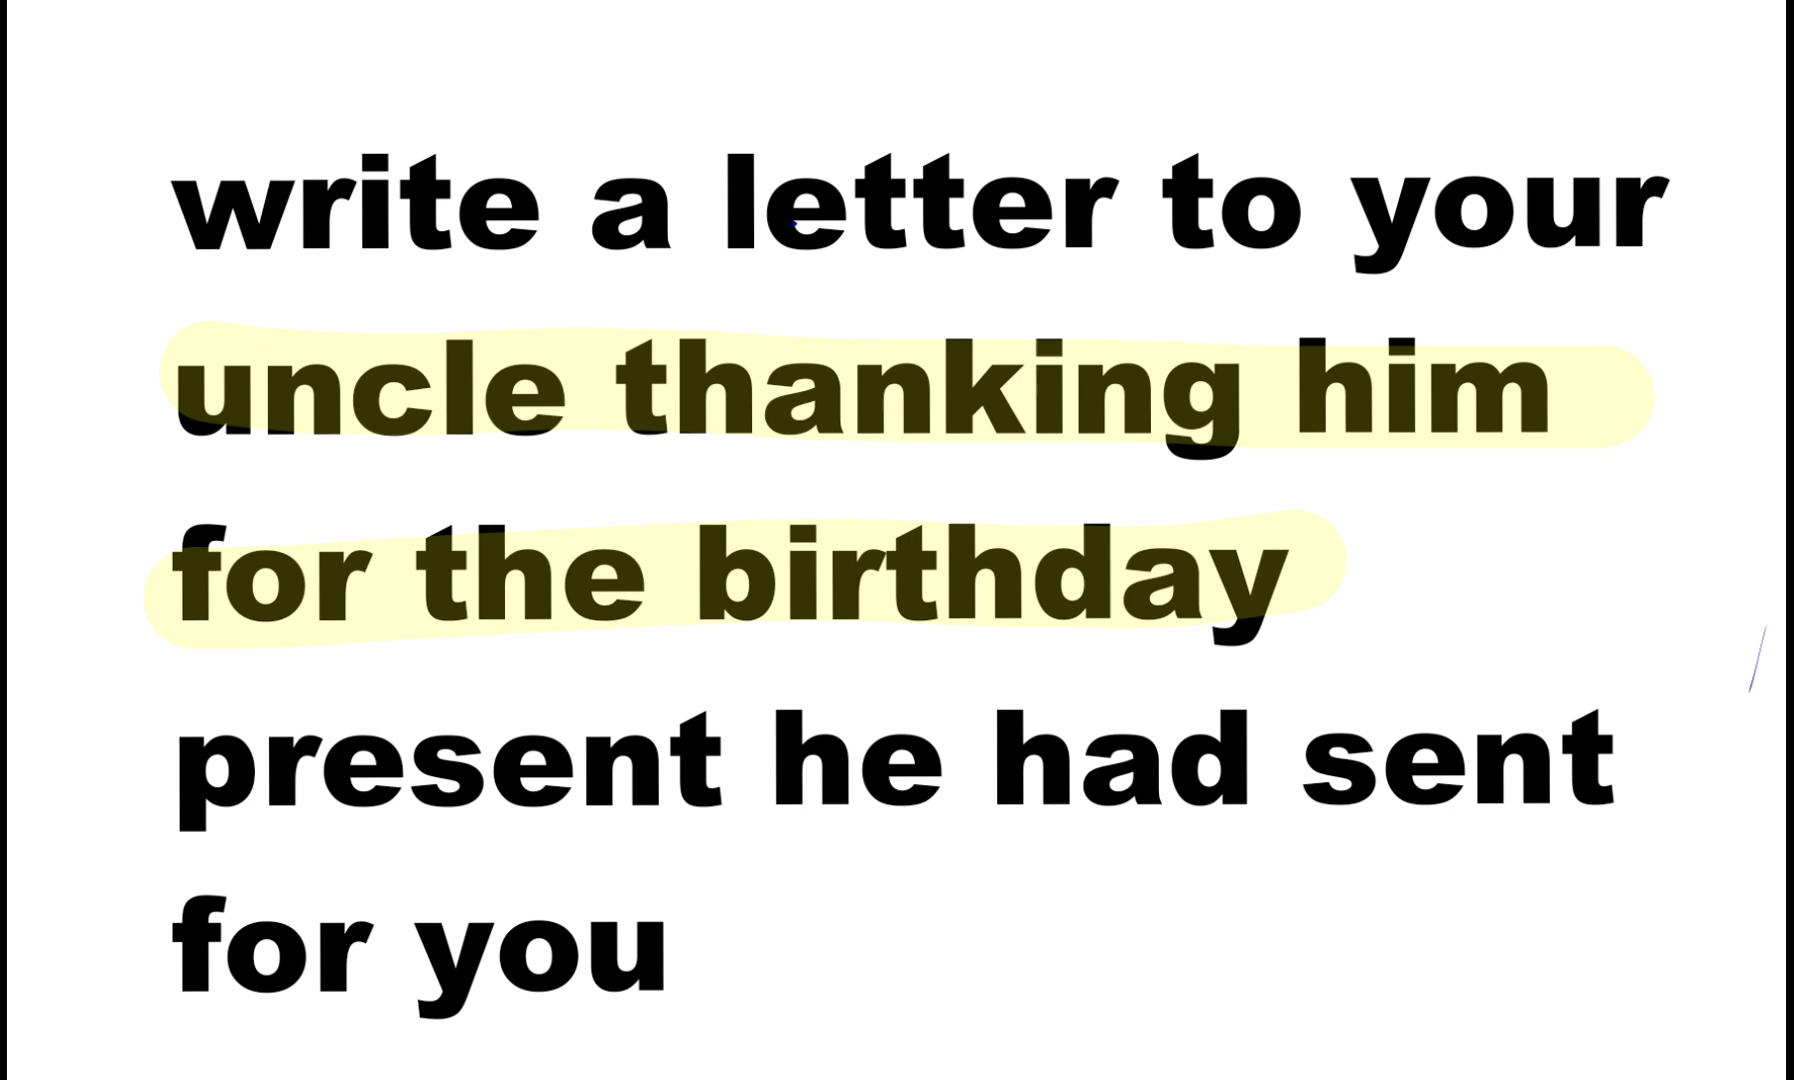 write a letter to your
uncle thanking him
for the birthday
present he had sent
for you